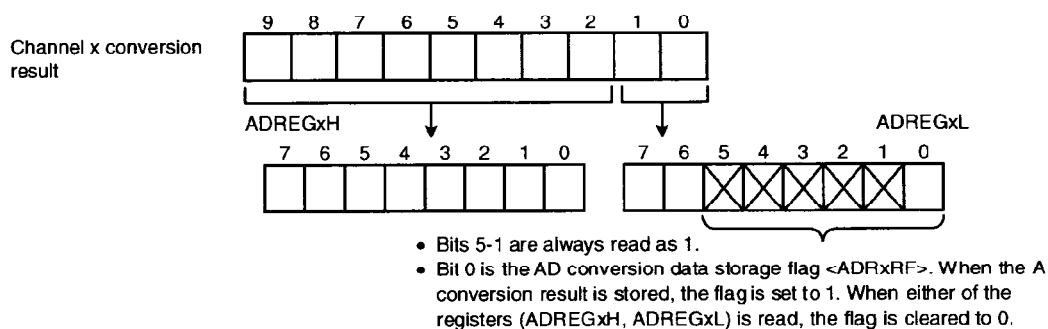 9 8 7 6 5 4 3 2 1 0
Channel x conversion
result
ADREGxH
ADREGxL
7 6 5 4 3 2 1 0
7 6 5 4 3 2 1 0
• Bits 5-1 are always read as 1.
• Bit 0 is the AD conversion data storage flag <ADRxRF>. When the A
conversion result is stored, the flag is set to 1. When either of the
registers (ADREGxH, ADREGxL) is read, the flag is cleared to 0.